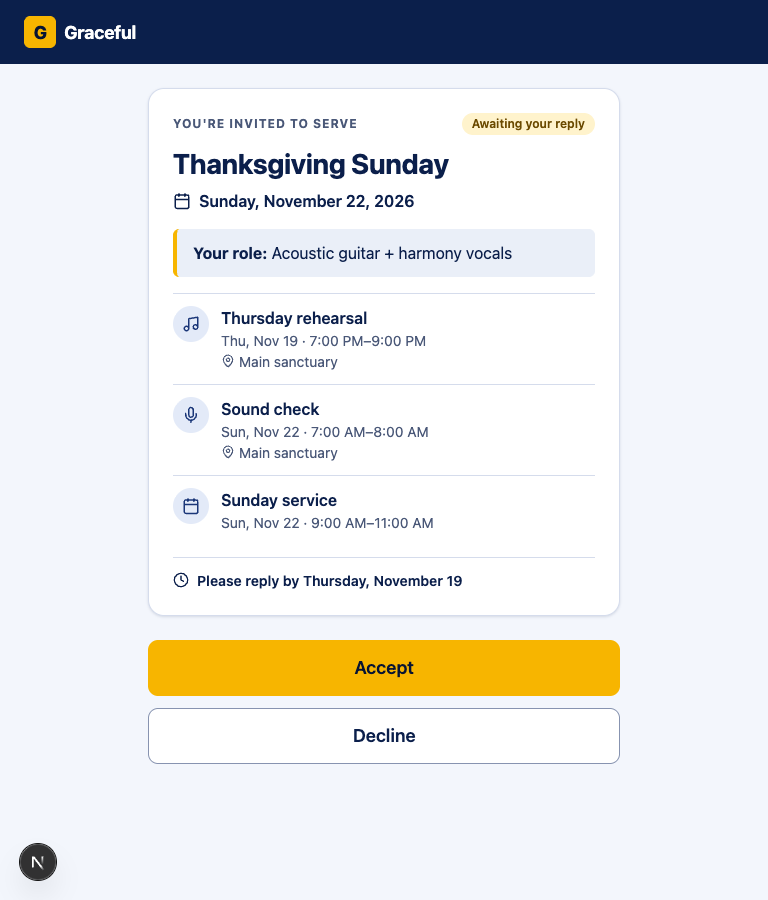 G Graceful
YOU'RE INVITED TO SERVE
Awaiting your reply
Thanksgiving Sunday
Sunday, November 22, 2026
Your role: Acoustic guitar + harmony vocals
Thursday rehearsal
Thu, Nov 19 · 7:00 PM–9:00 PM
Main sanctuary
Sound check
Sun, Nov 22 · 7:00 AM–8:00 AM
Main sanctuary
Sunday service
Sun, Nov 22 · 9:00 AM–11:00 AM
Please reply by Thursday, November 19
Accept
Decline
N